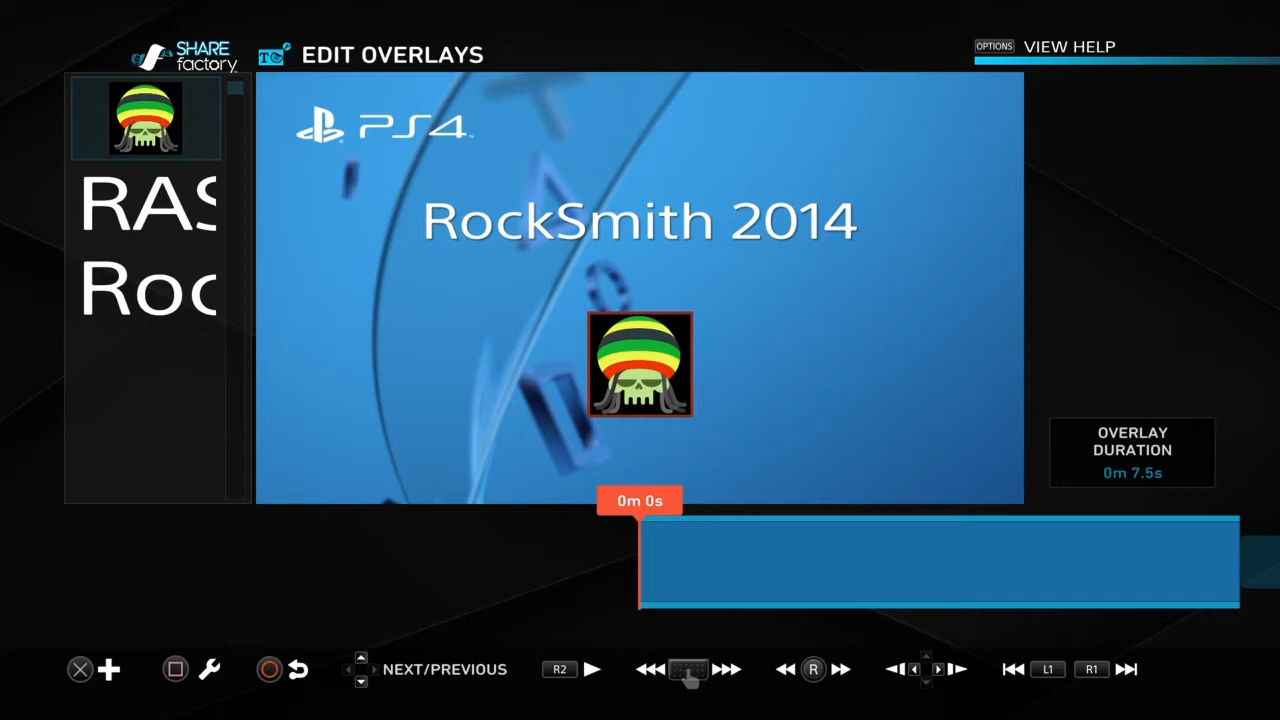 SHARE
factory
EDIT OVERLAYS
OPTIONS VIEW HELP
PS4
RAS
Roc
RockSmith 2014
OVERLAY
DURATION
0m 7.5s
0m 0s
NEXT/PREVIOUS
R2
R
L1
R1